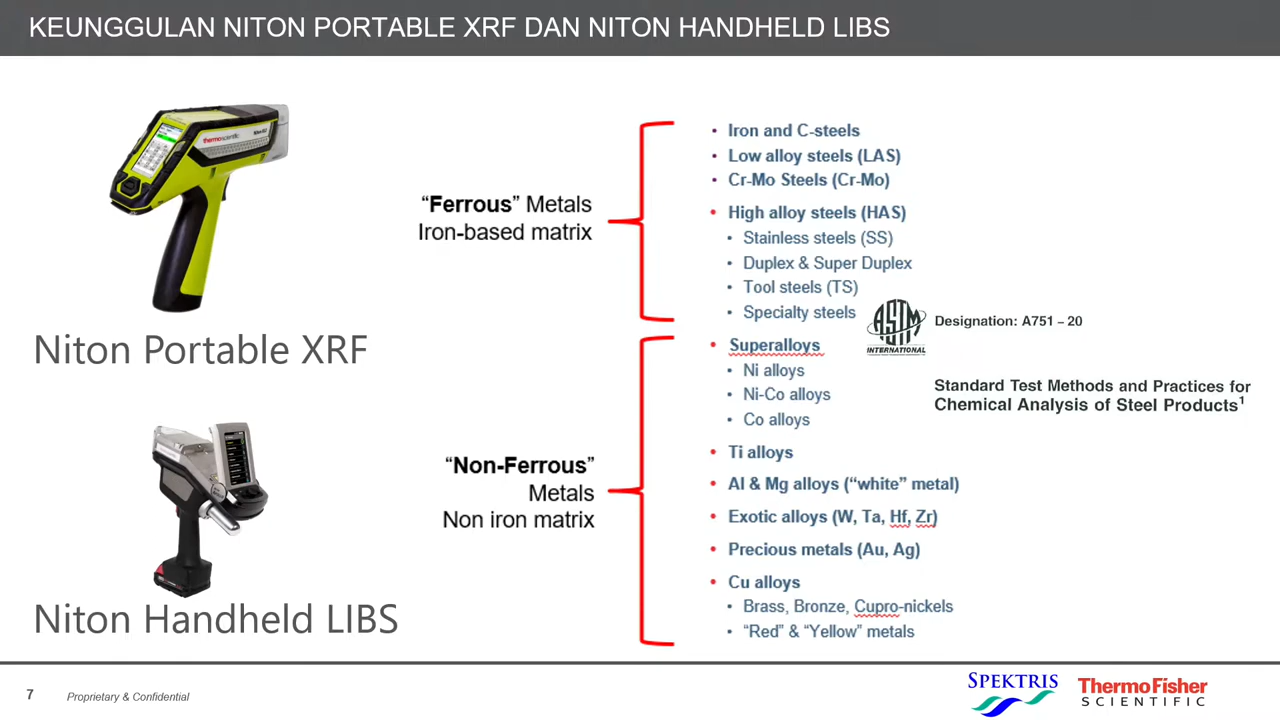 KEUNGGULAN NITON PORTABLE XRF DAN NITON HANDHELD LIBS
thermoscientific
Niton Portable XRF
Niton Handheld LIBS
“Ferrous” Metals
Iron-based matrix
• Iron and C-steels
• Low alloy steels (LAS)
• Cr-Mo Steels (Cr-Mo)
• High alloy steels (HAS)
• Stainless steels (SS)
• Duplex & Super Duplex
• Tool steels (TS)
• Specialty steels
“Non-Ferrous”
Metals
Non iron matrix
• Superalloys
• Ni alloys
• Ni-Co alloys
• Co alloys
• Ti alloys
• Al & Mg alloys (“white” metal)
• Exotic alloys (W, Ta, Hf, Zr)
• Precious metals (Au, Ag)
• Cu alloys
• Brass, Bronze, Cupro-nickels
• “Red” & “Yellow” metals
ASTM
INTERNATIONAL
Designation: A751 – 20
Standard Test Methods and Practices for
Chemical Analysis of Steel Products¹
7
Proprietary & Confidential
SPEKTRIS
ThermoFisher
SCIENTIFIC